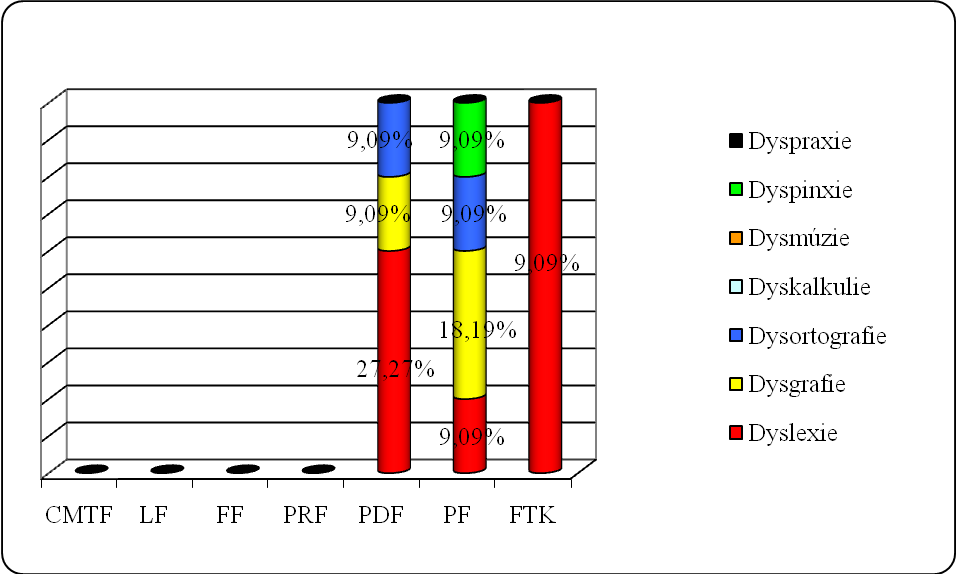 9,09% 9,09%
9,09% 9,09%
9,09%
18,19%
27,27%
9,09%
CMTF LF FF PRF PDF PF FTK
Dyspraxie
Dyspinxie
Dysmúzie
Dyskalkulie
Dysortografie
Dysgrafie
Dyslexie